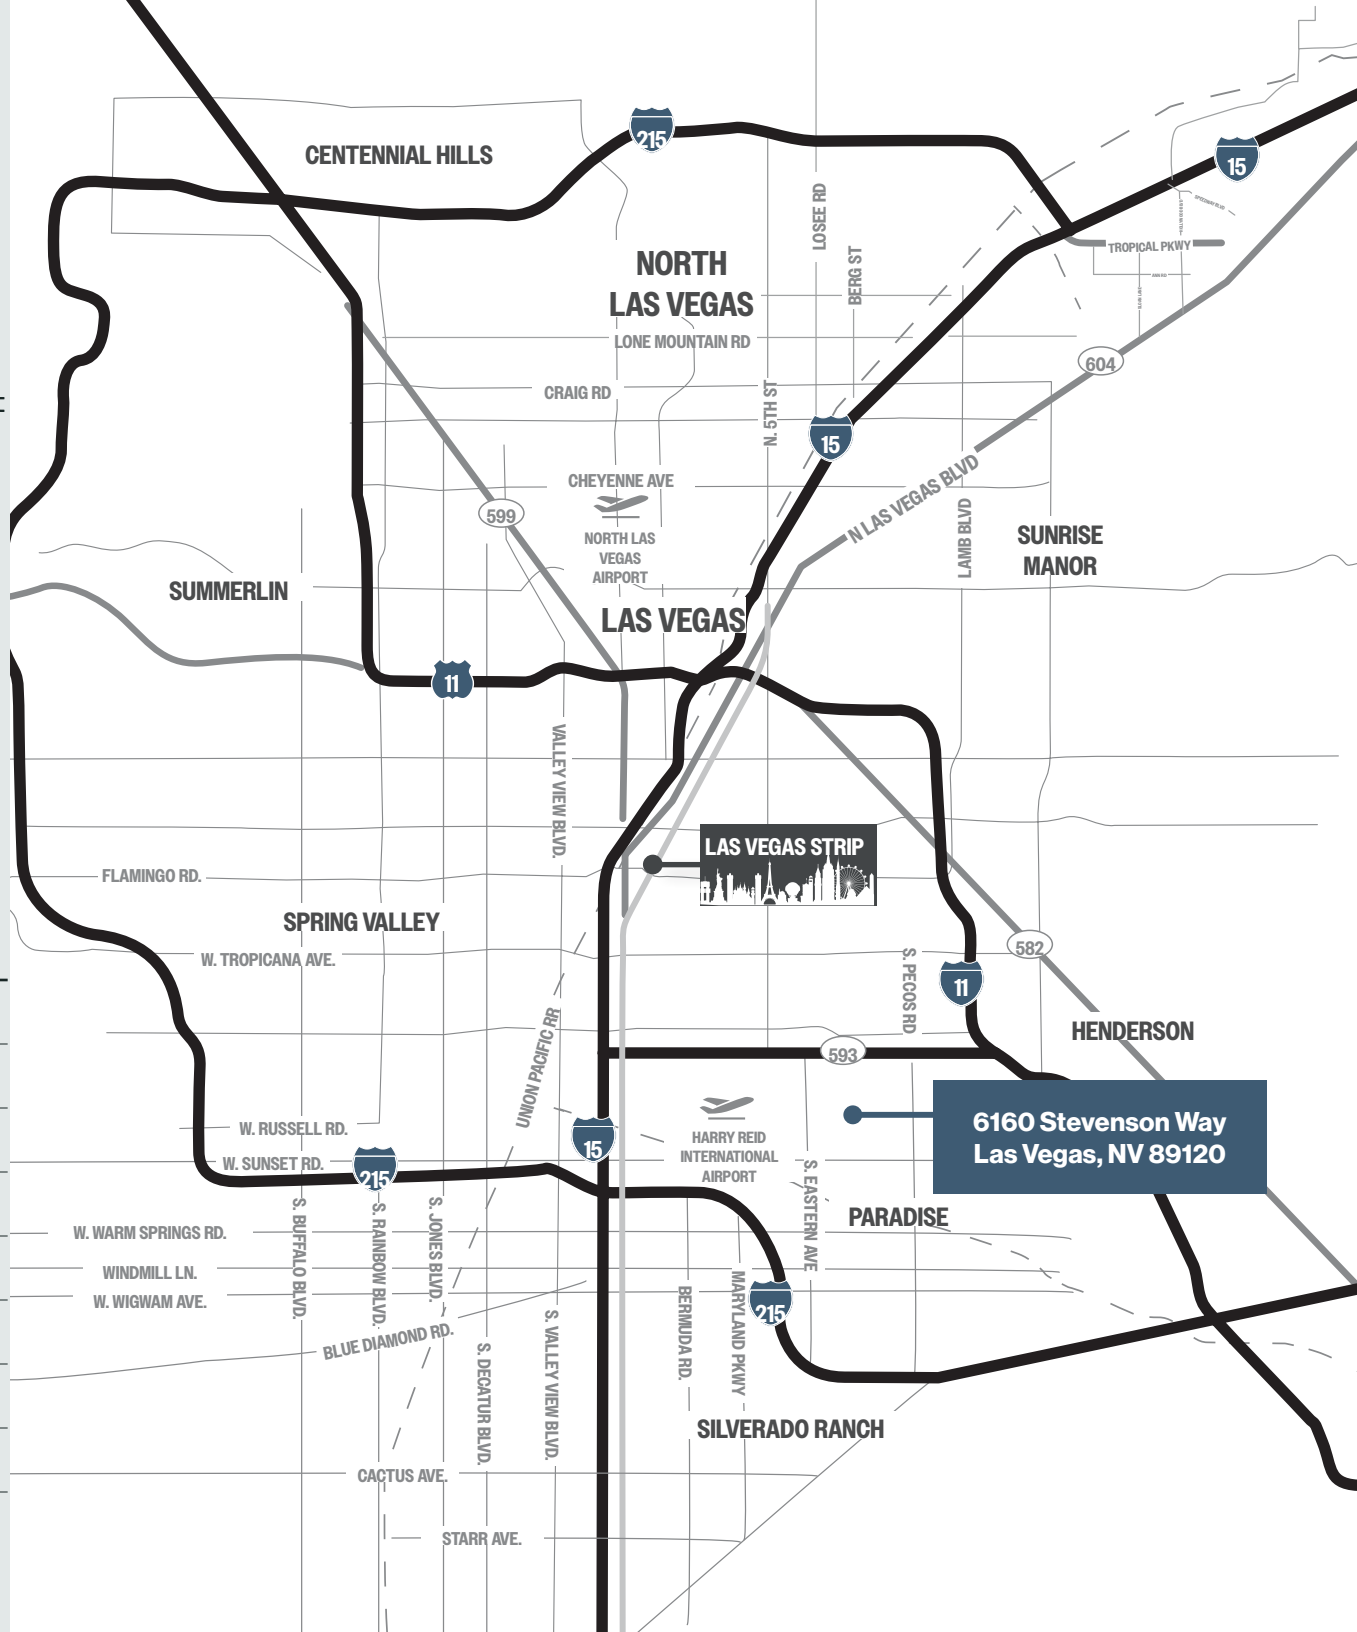 215
CENTENNIAL HILLS
15
LOSEE RD
SPEEDWAY BLVD
TROPICAL PKWY
BERG ST
NORTH
LAS VEGAS
LONE MOUNTAIN RD
604
CRAIG RD
N. 5TH ST
15
N LAS VEGAS BLVD
CHEYENNE AVE
599
LAMB BLVD
SUNRISE
MANOR
NORTH LAS
VEGAS
AIRPORT
SUMMERLIN
LAS VEGAS
11
VALLEY VIEW BLVD.
LAS VEGAS STRIP
FLAMINGO RD.
SPRING VALLEY
W. TROPICANA AVE.
582
S. PECOS RD
11
HENDERSON
UNION PACIFIC RR
593
6160 Stevenson Way
Las Vegas, NV 89120
W. RUSSELL RD.
15
HARRY REID
INTERNATIONAL
AIRPORT
W. SUNSET RD.
215
S. EASTERN AVE
PARADISE
S. BUFFALO BLVD.
S. RAINBOW BLVD.
S. JONES BLVD.
W. WARM SPRINGS RD.
WINDMILL LN.
W. WIGWAM AVE.
215
BERMUDA RD.
MARYLAND PKWY
BLUE DIAMOND RD.
S. DECATUR BLVD.
S. VALLEY VIEW BLVD.
SILVERADO RANCH
CACTUS AVE.
STARR AVE.